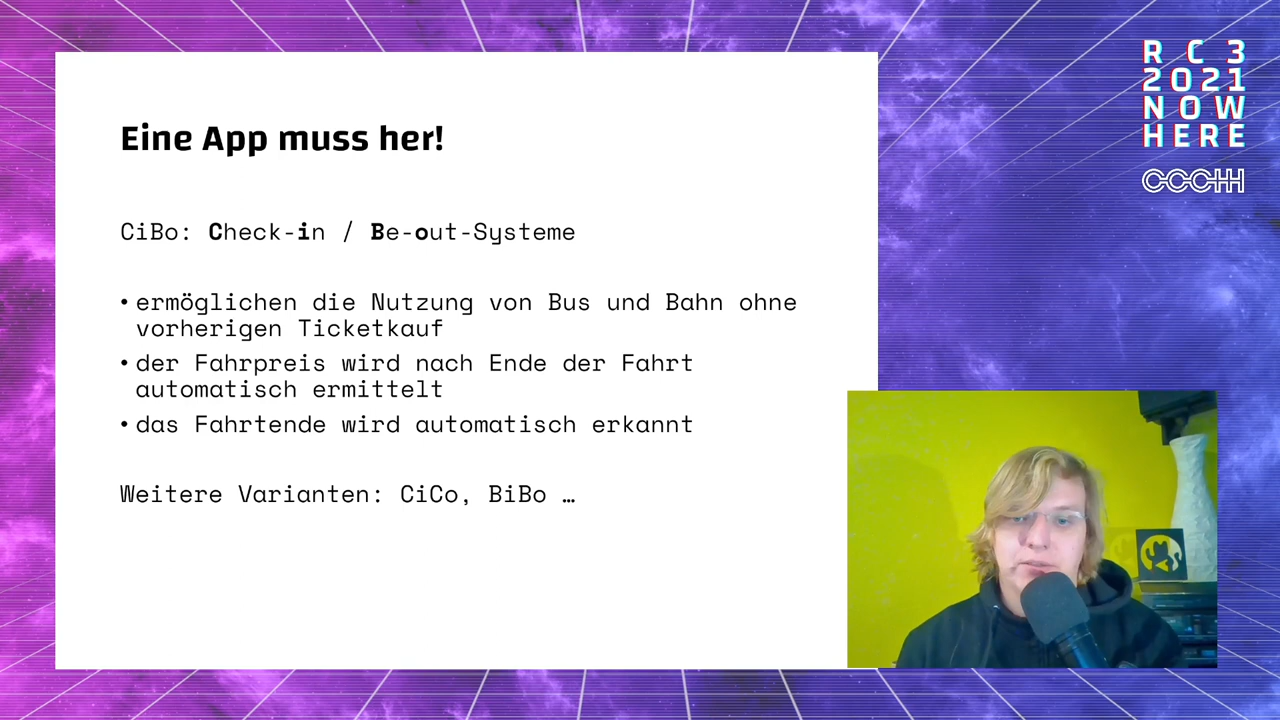 Eine App muss her!
CiBo: Check-in / Be-out-Systeme
• ermöglichen die Nutzung von Bus und Bahn ohne
vorherigen Ticketkauf
• der Fahrpreis wird nach Ende der Fahrt
automatisch ermittelt
• das Fahrtende wird automatisch erkannt
Weitere Varianten: CiCo, BiBo …
R C 3
2021
NOW
HERE
CCCHH